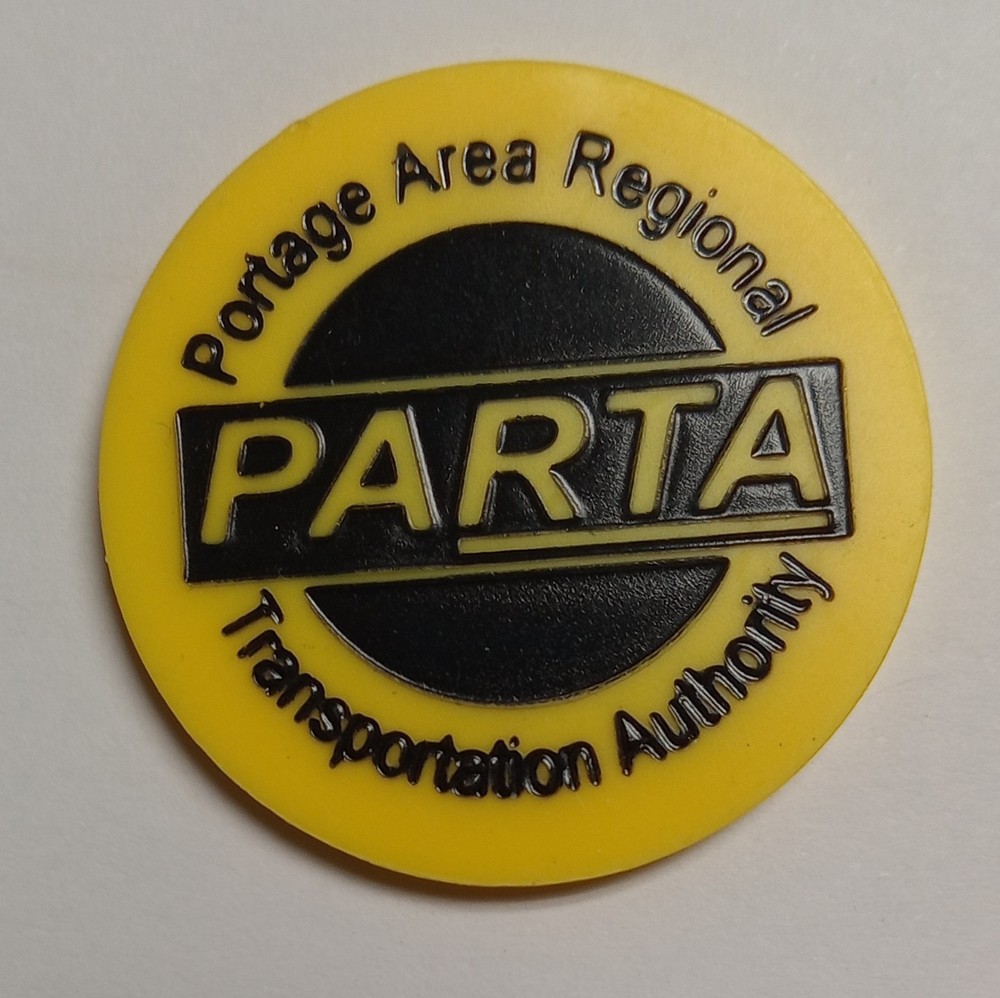 Portage Area Regional
PARTA
Transportation Authority